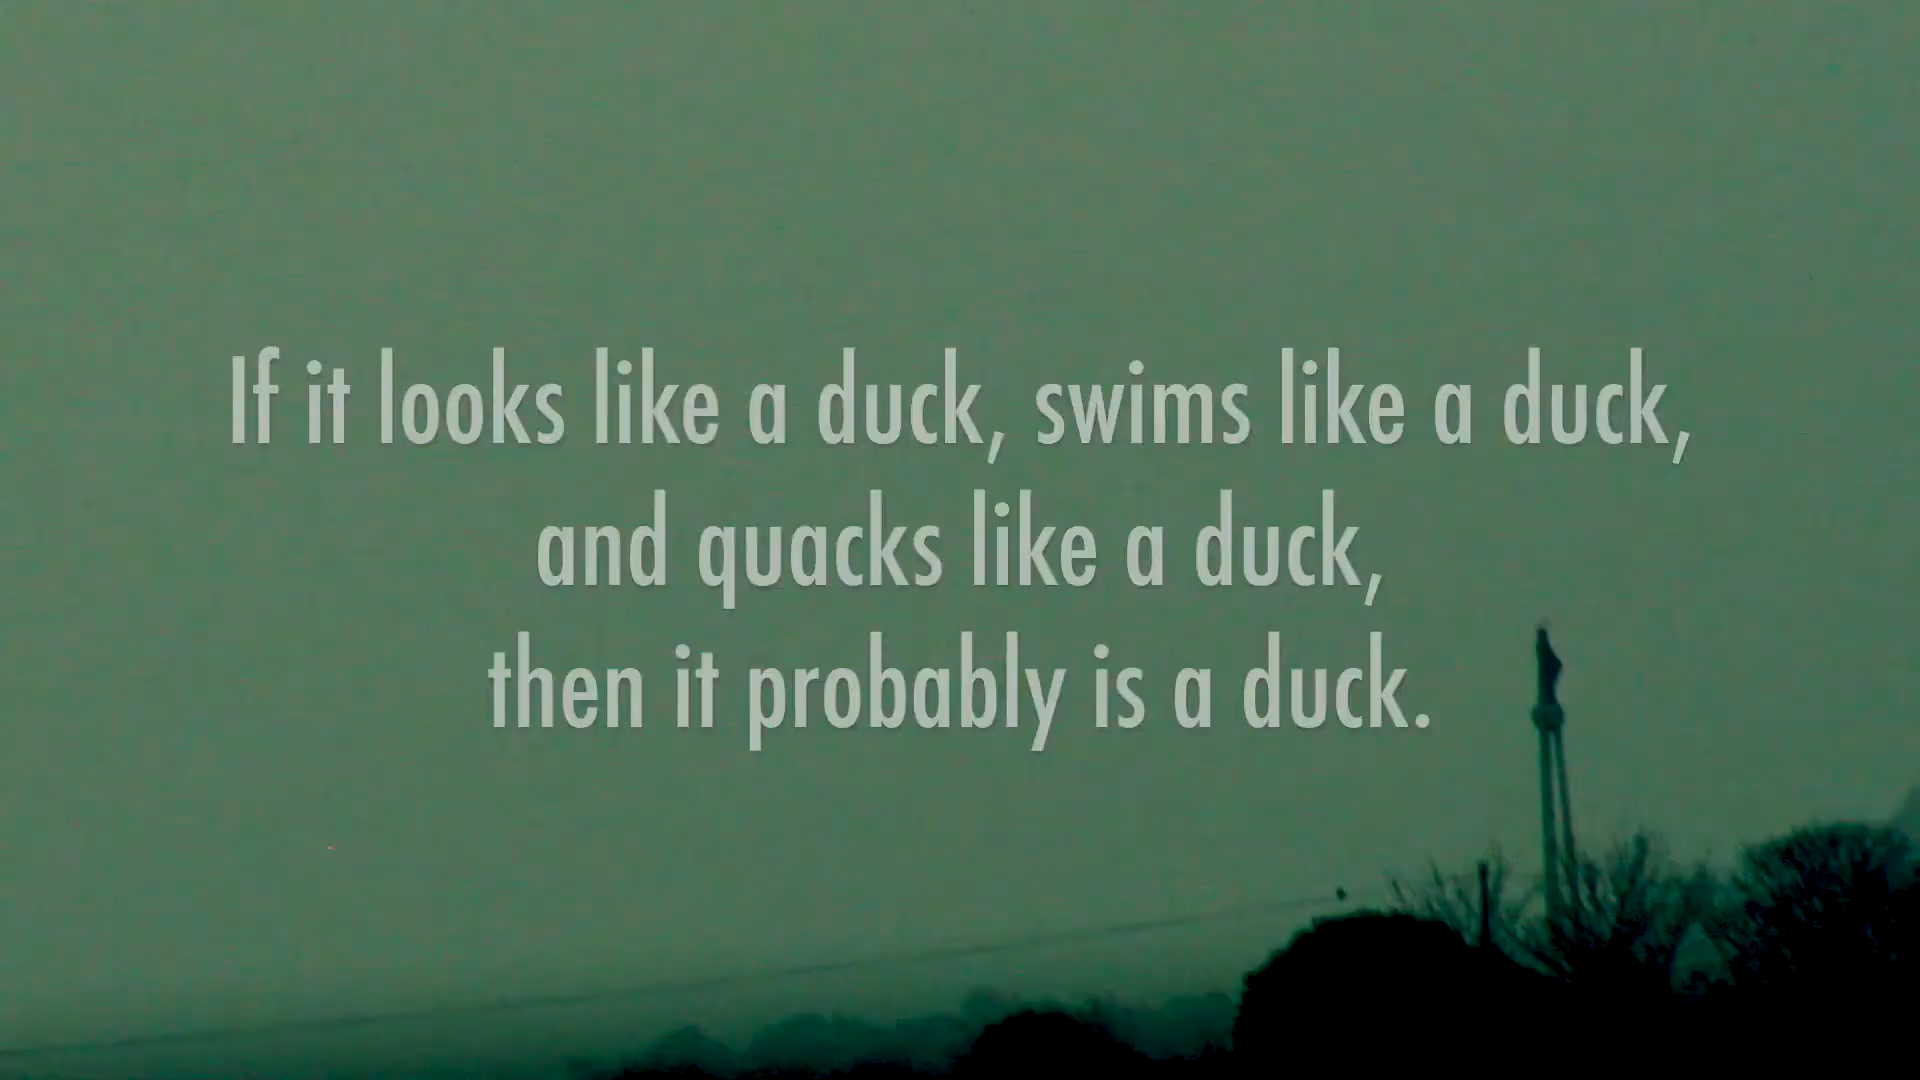 If it looks like a duck, swims like a duck,
and quacks like a duck,
then it probably is a duck.